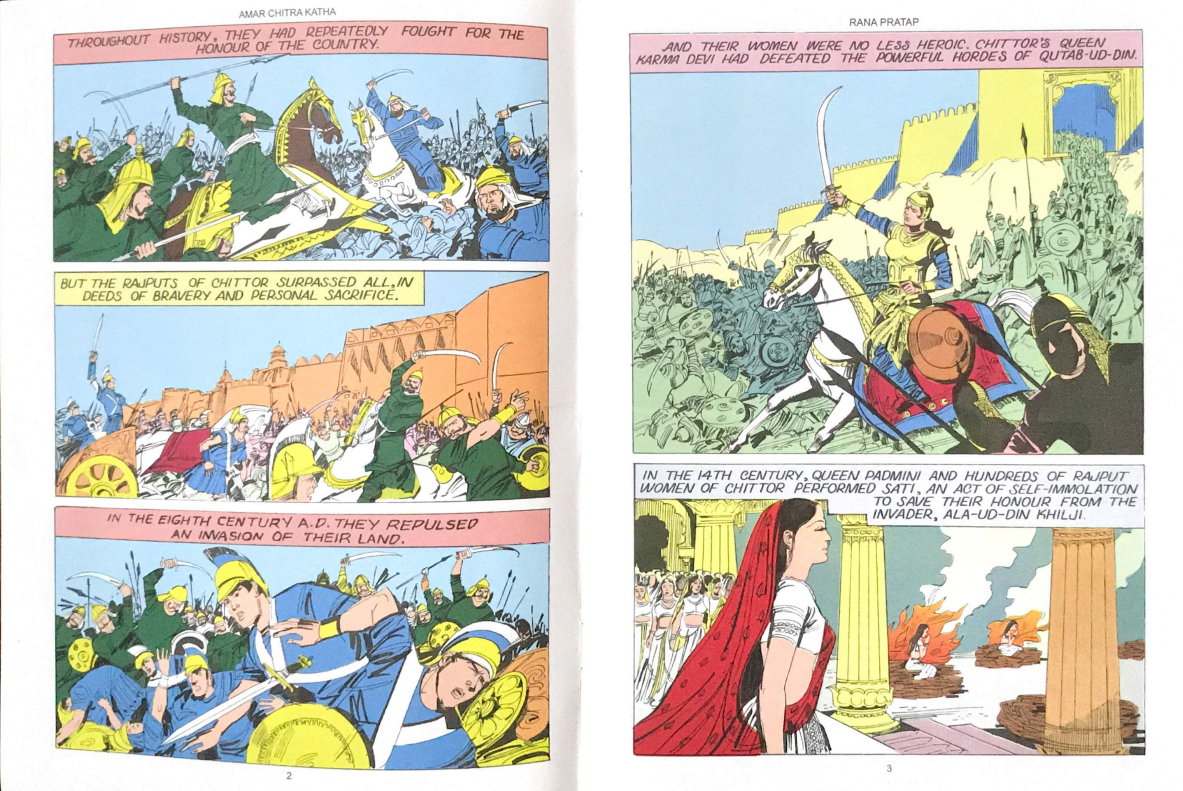 AMAR CHITRA KATHA
THROUGHOUT HISTORY, THEY HAD REPEATEDLY FOUGHT FOR THE
HONOUR OF THE COUNTRY.
BUT THE RAJPUTS OF CHITTOR SURPASSED ALL, IN
DEEDS OF BRAVERY AND PERSONAL SACRIFICE.
IN THE EIGHTH CENTURY A.D. THEY REPULSED
AN INVASION OF THEIR LAND.
2
RANA PRATAP
AND THEIR WOMEN WERE NO LESS HEROIC. CHITTOR'S QUEEN
KARMA DEVI HAD DEFEATED THE POWERFUL HORDES OF QUTAB-UD-DIN.
IN THE 14TH CENTURY, QUEEN PADMINI AND HUNDREDS OF RAJPUT
WOMEN OF CHITTOR PERFORMED SATI, AN ACT OF SELF-IMMOLATION
TO SAVE THEIR HONOUR FROM THE
INVADER, ALA-UD-DIN KHILJI.
3